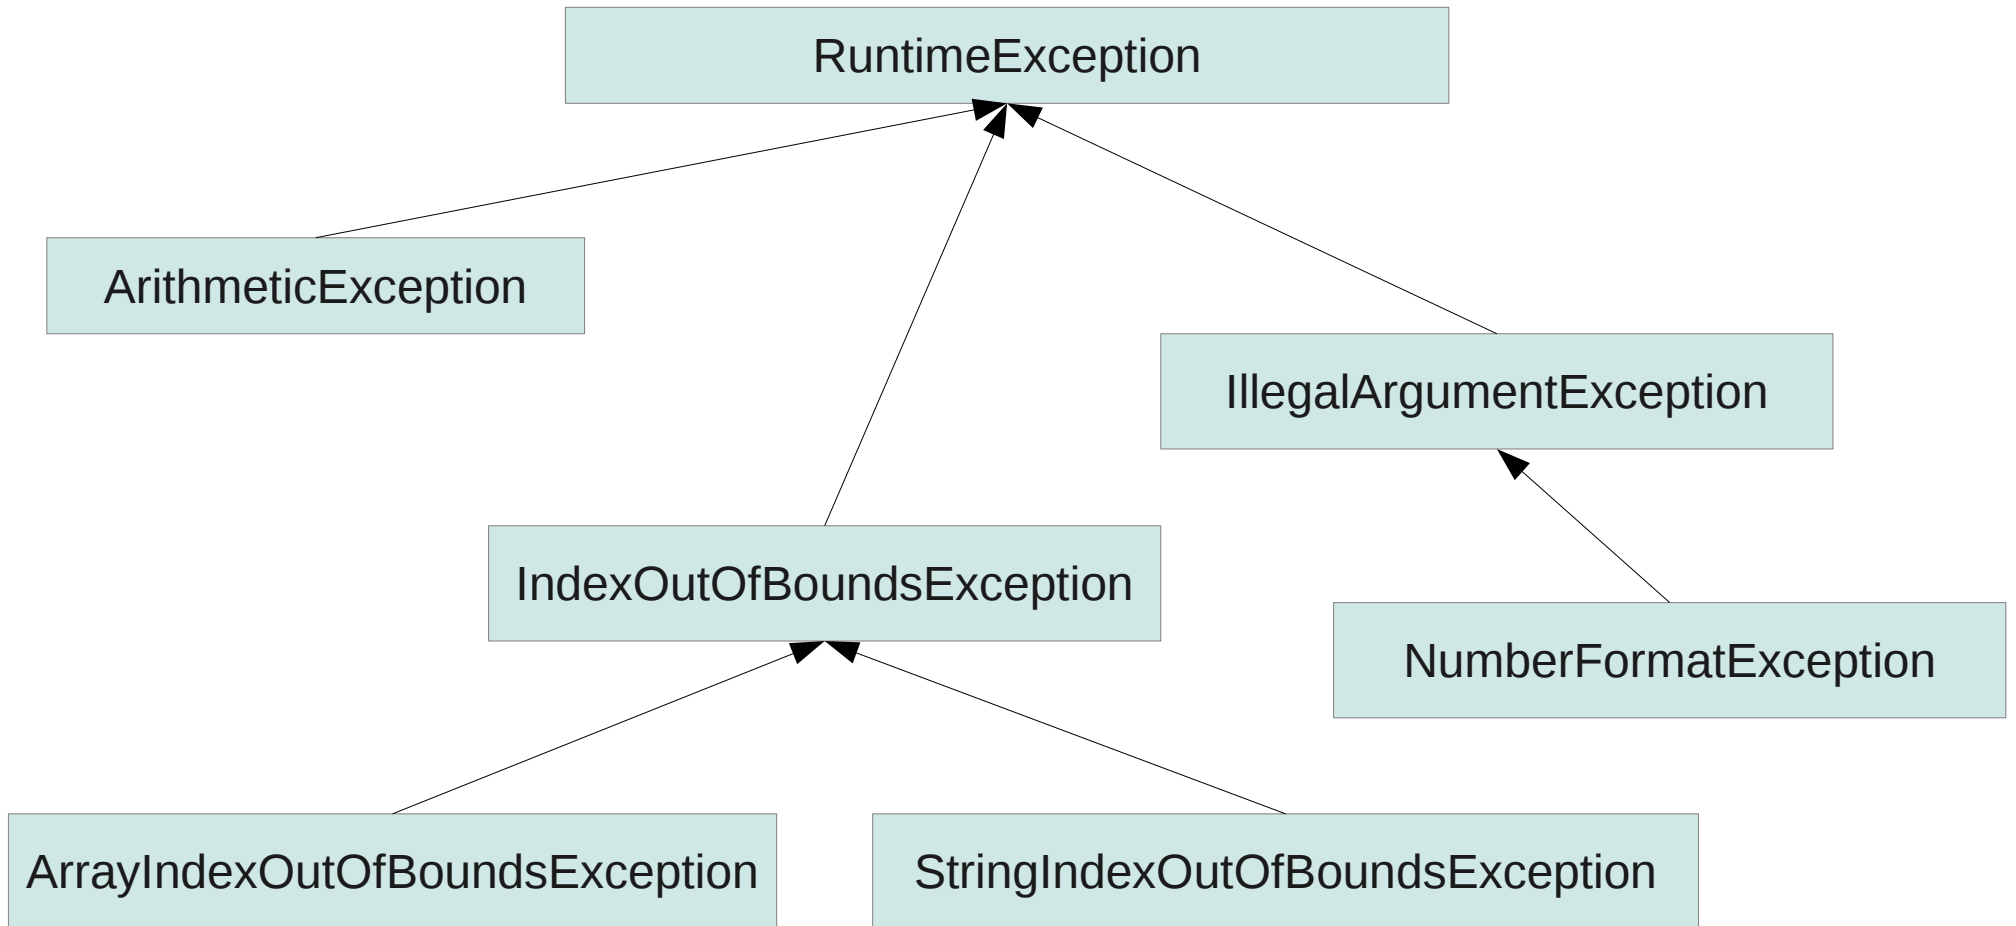 RuntimeException
ArithmeticException
IllegalArgumentException
IndexOutOfBoundsException
NumberFormatException
ArrayIndexOutOfBoundsException
StringIndexOutOfBoundsException